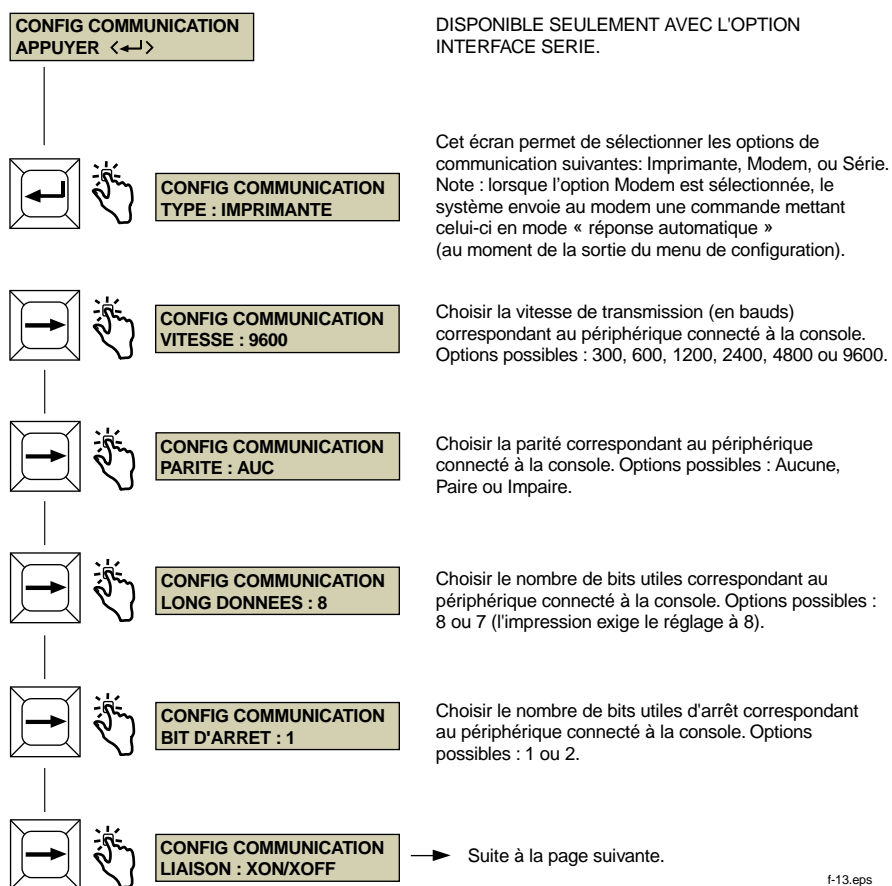 CONFIG COMMUNICATION
APPUYER <↵>
DISPONIBLE SEULEMENT AVEC L'OPTION
INTERFACE SERIE.
CONFIG COMMUNICATION
TYPE : IMPRIMANTE
Cet écran permet de sélectionner les options de
communication suivantes: Imprimante, Modem, ou Série.
Note : lorsque l'option Modem est sélectionnée, le
système envoie au modem une commande mettant
celui-ci en mode « réponse automatique »
(au moment de la sortie du menu de configuration).
CONFIG COMMUNICATION
VITESSE : 9600
Choisir la vitesse de transmission (en bauds)
correspondant au périphérique connecté à la console.
Options possibles : 300, 600, 1200, 2400, 4800 ou 9600.
CONFIG COMMUNICATION
PARITE : AUC
Choisir la parité correspondant au périphérique
connecté à la console. Options possibles : Aucune,
Paire ou Impaire.
CONFIG COMMUNICATION
LONG DONNEES : 8
Choisir le nombre de bits utiles correspondant au
périphérique connecté à la console. Options possibles :
8 ou 7 (l'impression exige le réglage à 8).
CONFIG COMMUNICATION
BIT D'ARRET : 1
Choisir le nombre de bits utiles d'arrêt correspondant
au périphérique connecté à la console. Options
possibles : 1 ou 2.
CONFIG COMMUNICATION
LIAISON : XON/XOFF
Suite à la page suivante.
f-13.eps